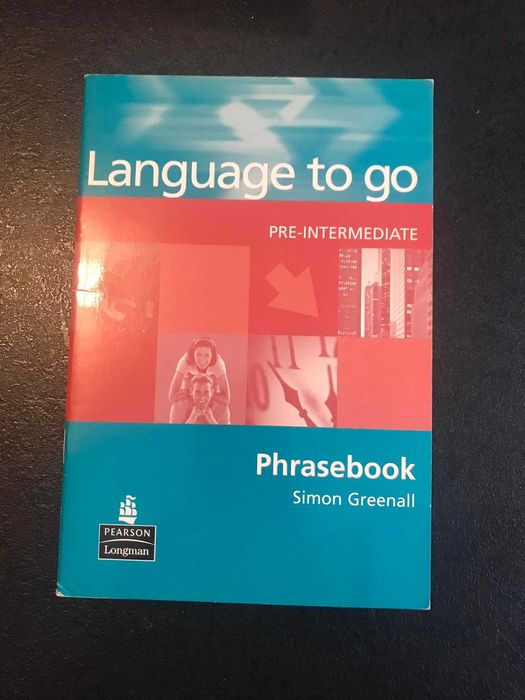 Language to go
PRE-INTERMEDIATE
Phrasebook
Simon Greenall
PEARSON
Longman